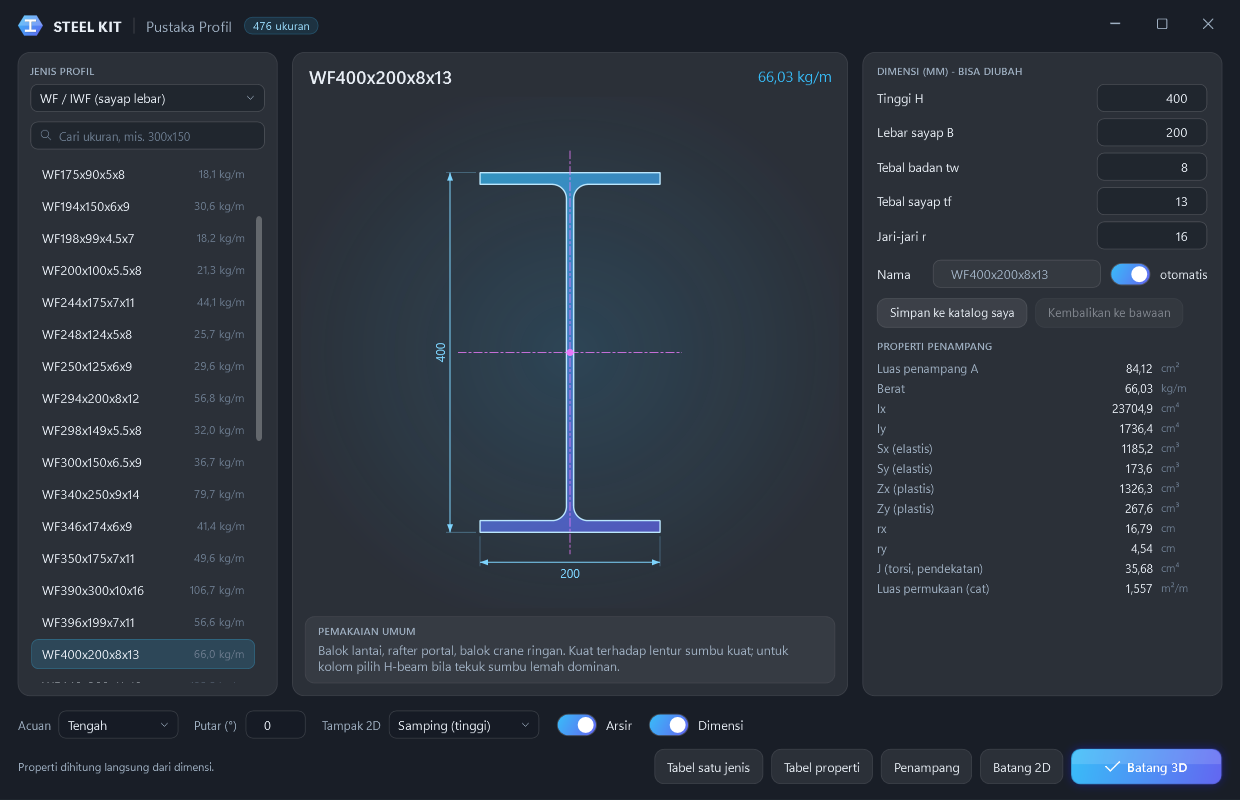 STEEL KIT Pustaka Profil 476 ukuran
JENIS PROFIL
WF / IWF (sayap lebar)
Cari ukuran, mis. 300x150
WF175x90x5x8 18,1 kg/m
WF194x150x6x9 30,6 kg/m
WF198x99x4.5x7 18,2 kg/m
WF200x100x5.5x8 21,3 kg/m
WF244x175x7x11 44,1 kg/m
WF248x124x5x8 25,7 kg/m
WF250x125x6x9 29,6 kg/m
WF294x200x8x12 56,8 kg/m
WF298x149x5.5x8 32,0 kg/m
WF300x150x6.5x9 36,7 kg/m
WF340x250x9x14 79,7 kg/m
WF346x174x6x9 41,4 kg/m
WF350x175x7x11 49,6 kg/m
WF390x300x10x16 106,7 kg/m
WF396x199x7x11 56,6 kg/m
WF400x200x8x13 66,0 kg/m
WF400x200x8x13 66,03 kg/m
400
200
PEMAKAIAN UMUM
Balok lantai, rafter portal, balok crane ringan. Kuat terhadap lentur sumbu kuat; untuk
kolom pilih H-beam bila tekuk sumbu lemah dominan.
DIMENSI (MM) - BISA DIUBAH
Tinggi H 400
Lebar sayap B 200
Tebal badan tw 8
Tebal sayap tf 13
Jari-jari r 16
Nama WF400x200x8x13 otomatis
Simpan ke katalog saya Kembalikan ke bawaan
PROPERTI PENAMPANG
Luas penampang A 84,12 cm²
Berat 66,03 kg/m
Ix 23704,9 cm⁴
Iy 1736,4 cm⁴
Sx (elastis) 1185,2 cm³
Sy (elastis) 173,6 cm³
Zx (plastis) 1326,3 cm³
Zy (plastis) 267,6 cm³
rx 16,79 cm
ry 4,54 cm
J (torsi, pendekatan) 35,68 cm⁴
Luas permukaan (cat) 1,557 m²/m
Acuan Tengah Putar (°) 0 Tampak 2D Samping (tinggi) Arsir Dimensi
Properti dihitung langsung dari dimensi.
Tabel satu jenis Tabel properti Penampang Batang 2D Batang 3D